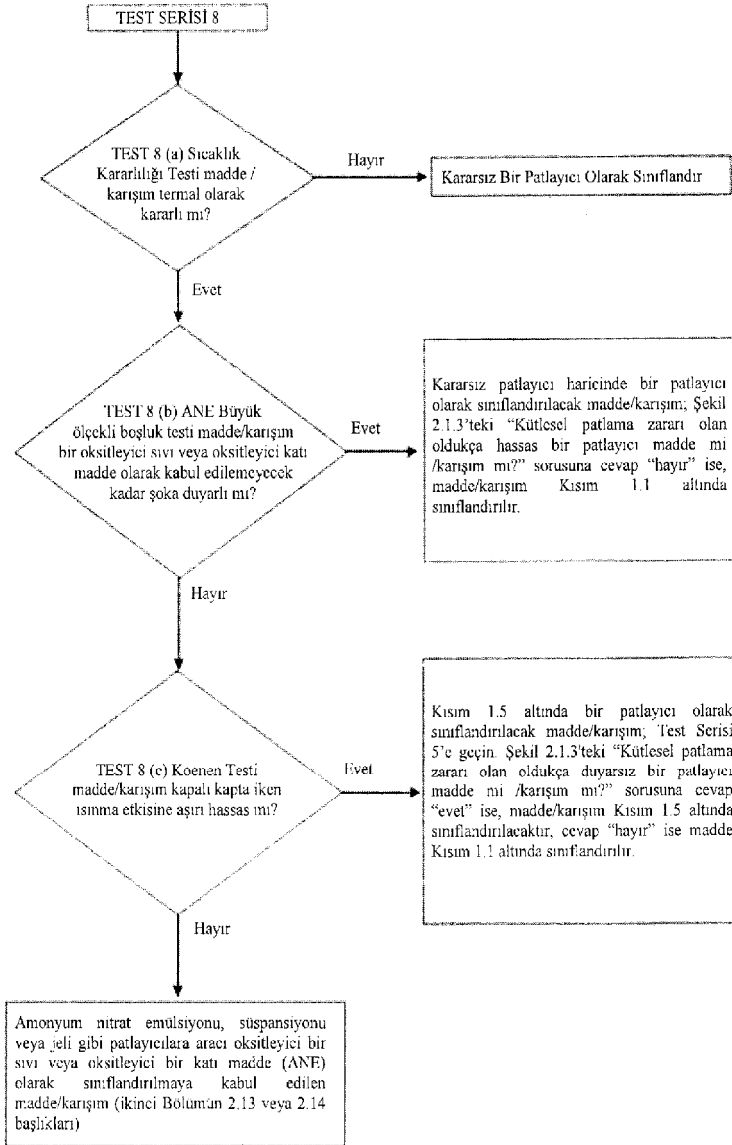 TEST SERİSİ 8
TEST 8 (a) Sıcaklık
Kararlılığı Testi madde /
karışım termal olarak
kararlı mı?
Hayır
Kararsız Bir Patlayıcı Olarak Sınıflandır
Evet
TEST 8 (b) ANE Büyük
ölçekli boşluk testi madde/karışım
bir oksitleyici sıvı veya oksitleyici katı
madde olarak kabul edilemeyecek
kadar şoka duyarlı mı?
Evet
Kararsız patlayıcı haricinde bir patlayıcı
olarak sınıflandırılacak madde/karışım; Şekil
2.1.3’teki “Kütlesel patlama zararı olan
oldukça hassas bir patlayıcı madde mi
/karışım mı?” sorusuna cevap “hayır” ise,
madde/karışım Kısım 1.1 altında
sınıflandırılır.
Hayır
TEST 8 (c) Koenen Testi
madde/karışım kapalı kapta iken
ısınma etkisine aşırı hassas mı?
Evet
Kısım 1.5 altında bir patlayıcı olarak
sınıflandırılacak madde/karışım; Test Serisi
5’e geçin. Şekil 2.1.3'teki “Kütlesel patlama
zararı olan oldukça duyarsız bir patlayıcı
madde mi /karışım mı?” sorusuna cevap
“evet” ise, madde/karışım Kısım 1.5 altında
sınıflandırılacaktır, cevap “hayır” ise madde
Kısım 1.1 altında sınıflandırılır.
Hayır
Amonyum nitrat emülsiyonu, süspansiyonu
veya jeli gibi patlayıcılara aracı oksitleyici bir
sıvı veya oksitleyici bir katı madde (ANE)
olarak sınıflandırılmaya kabul edilen
madde/karışım (ikinci Bölümün 2.13 veya 2.14
başlıkları)